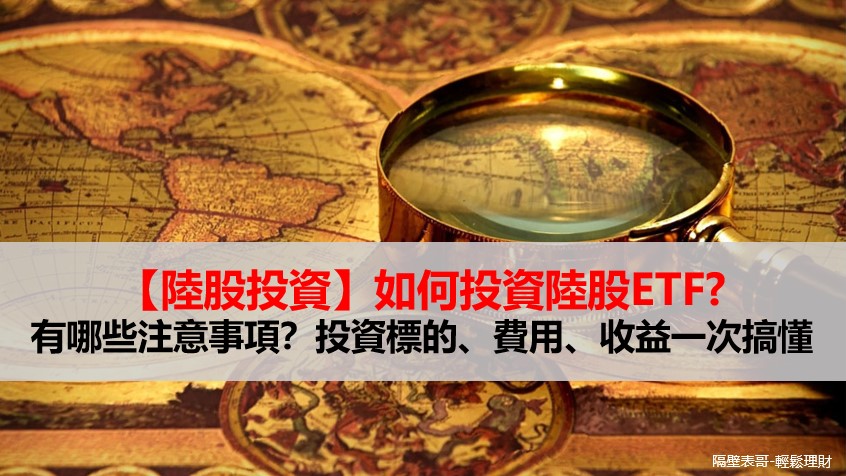 【陸股投資】如何投資陸股ETF?
有哪些注意事項? 投資標的、費用、收益一次搞懂
隔壁表哥-輕鬆理財